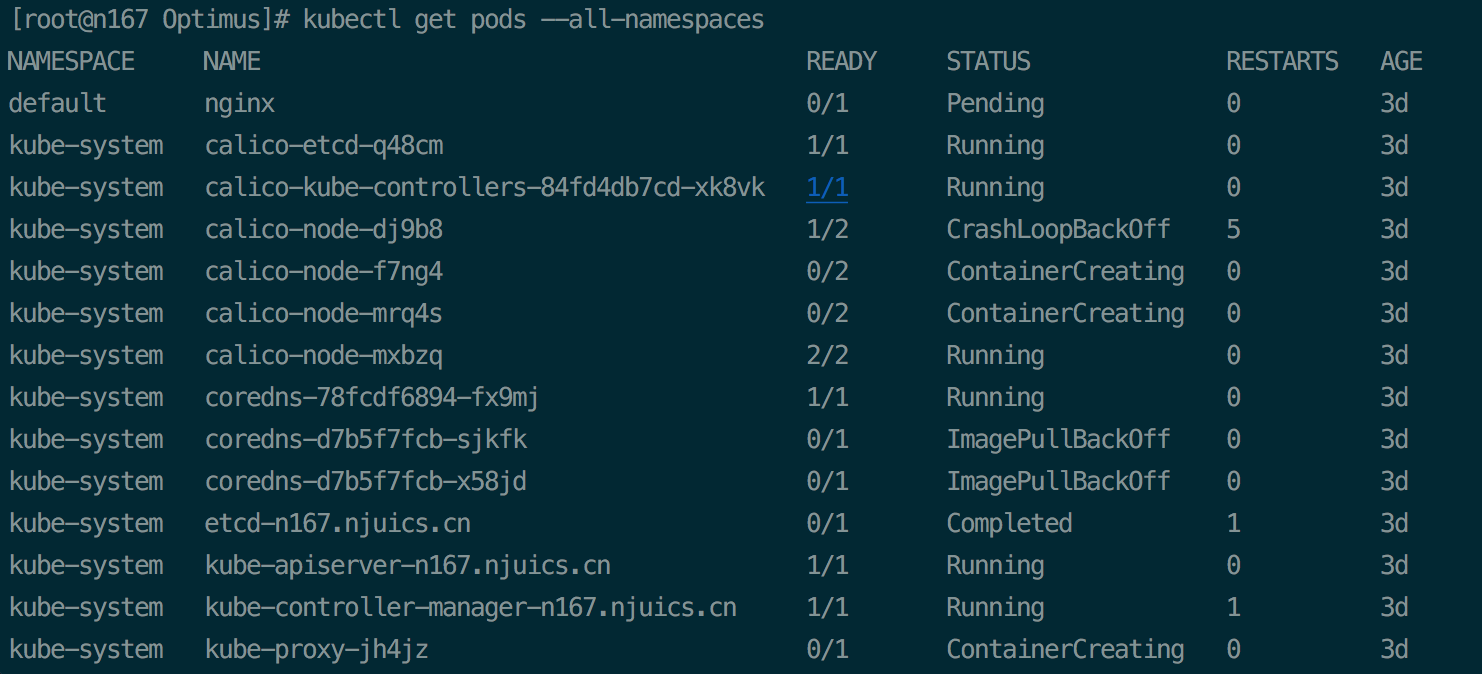 [root@n167 Optimus]# kubectl get pods --all-namespaces
NAMESPACE NAME READY STATUS RESTARTS AGE
default nginx 0/1 Pending 0 3d
kube-system calico-etcd-q48cm 1/1 Running 0 3d
kube-system calico-kube-controllers-84fd4db7cd-xk8vk 1/1 Running 0 3d
kube-system calico-node-dj9b8 1/2 CrashLoopBackOff 5 3d
kube-system calico-node-f7ng4 0/2 ContainerCreating 0 3d
kube-system calico-node-mrq4s 0/2 ContainerCreating 0 3d
kube-system calico-node-mxbzq 2/2 Running 0 3d
kube-system coredns-78fcdf6894-fx9mj 1/1 Running 0 3d
kube-system coredns-d7b5f7fcb-sjkfk 0/1 ImagePullBackOff 0 3d
kube-system coredns-d7b5f7fcb-x58jd 0/1 ImagePullBackOff 0 3d
kube-system etcd-n167.njuics.cn 0/1 Completed 1 3d
kube-system kube-apiserver-n167.njuics.cn 1/1 Running 0 3d
kube-system kube-controller-manager-n167.njuics.cn 1/1 Running 1 3d
kube-system kube-proxy-jh4jz 0/1 ContainerCreating 0 3d